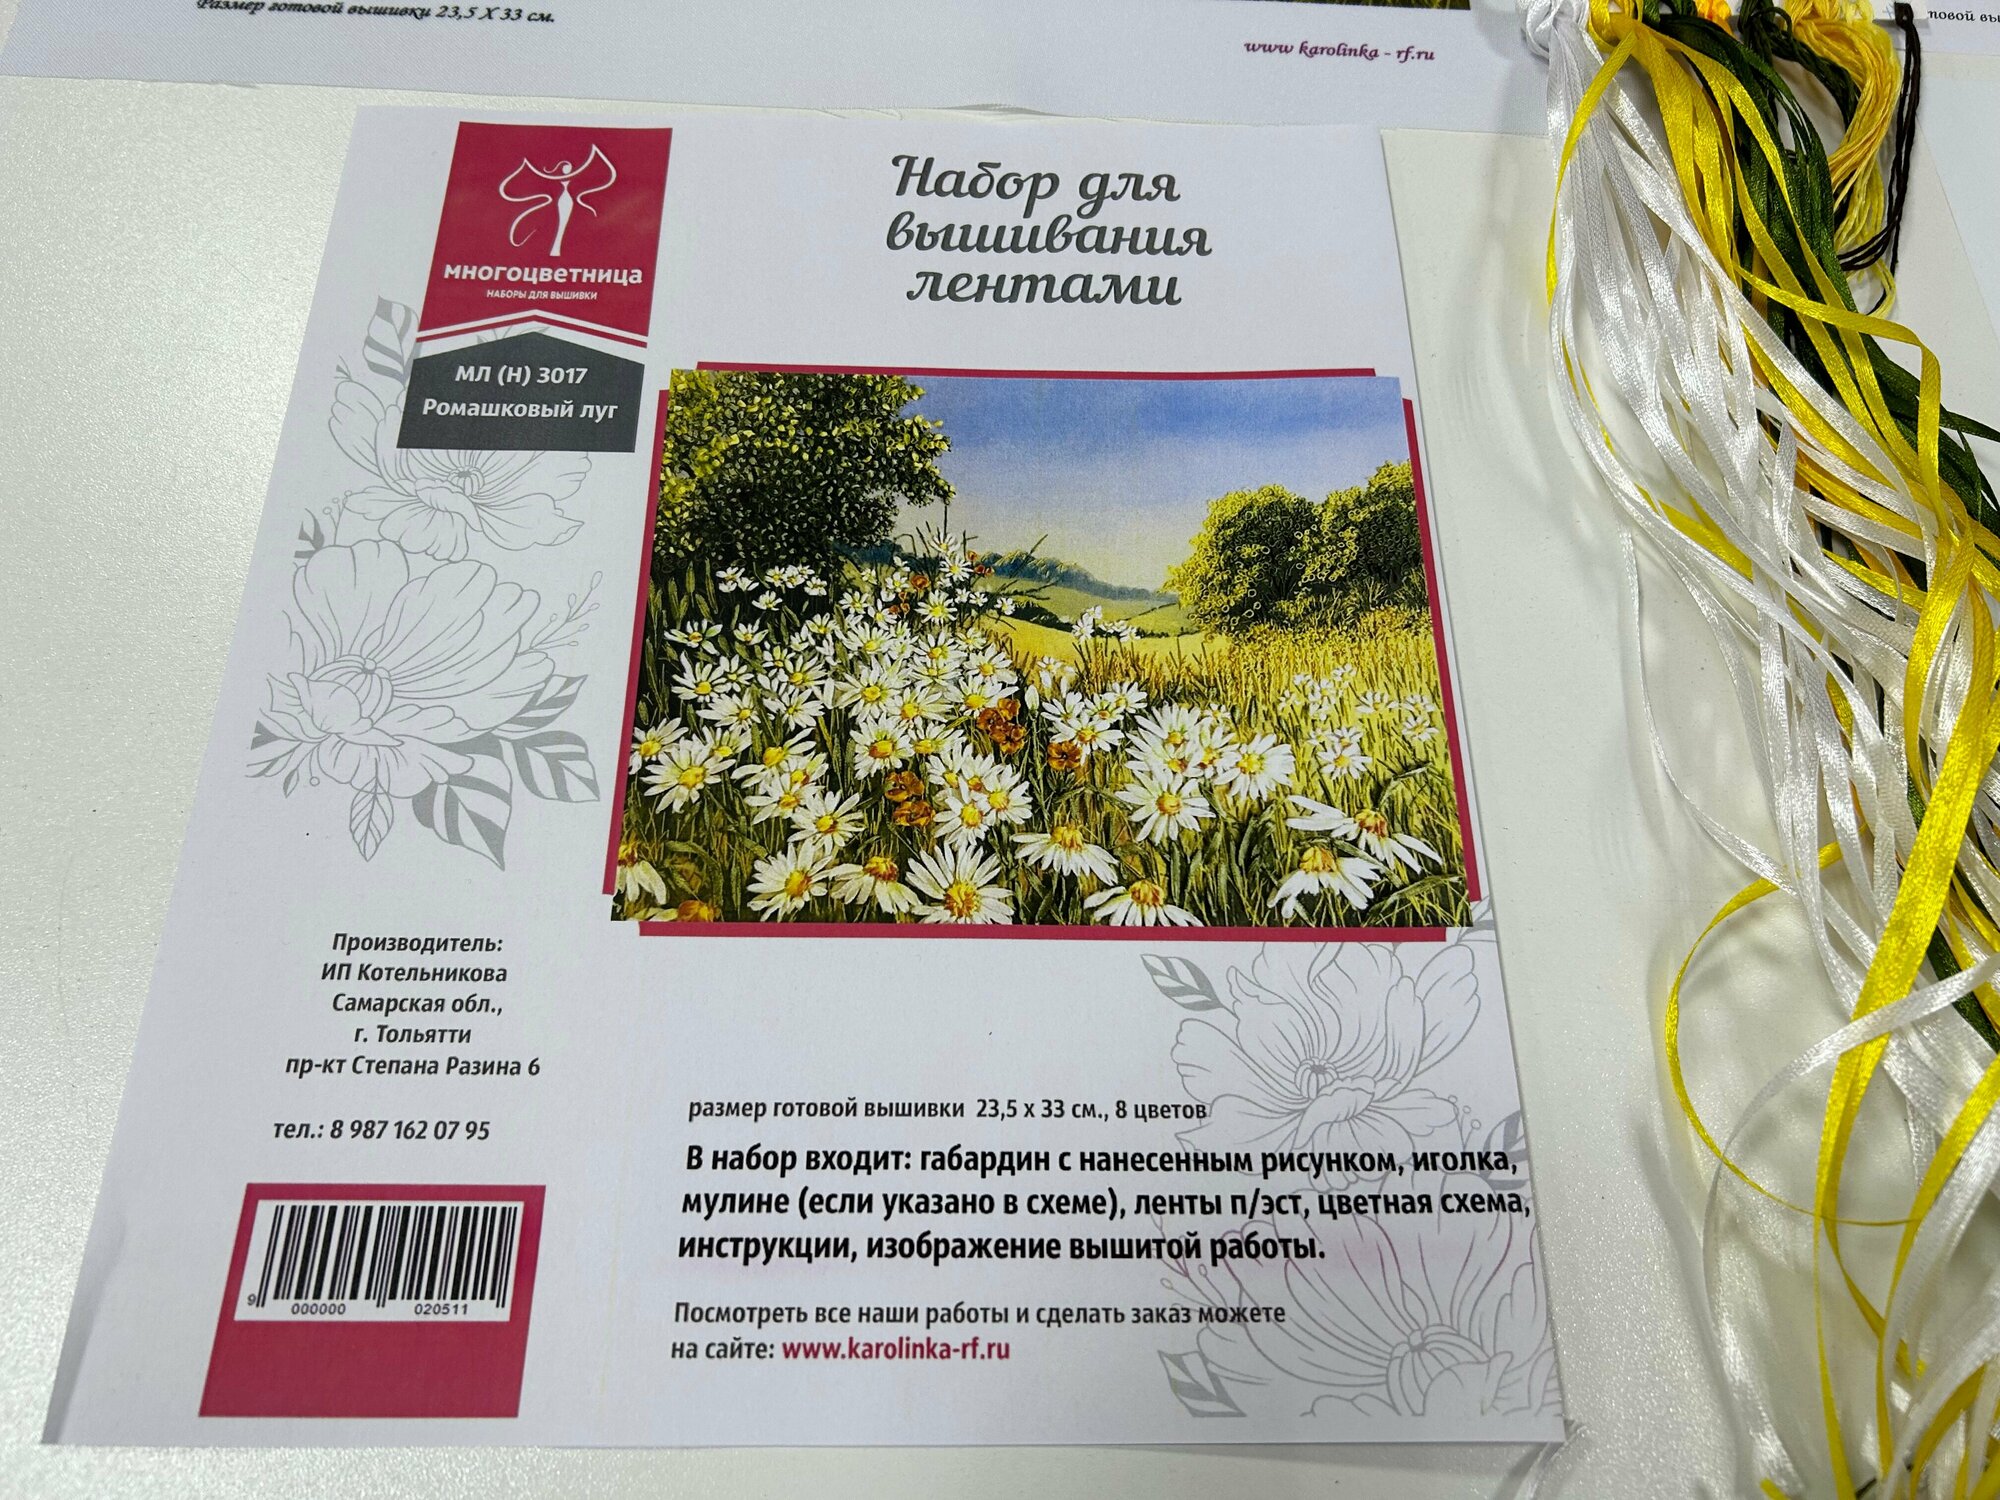 Размер готовой вышивки 23,5 X 33 см.
www karolinka - rf.ru
многоцветница
НАБОРЫ ДЛЯ ВЫШИВКИ
МЛ (Н) 3017
Ромашковый луг
Набор для
вышивания
лентами
Производитель:
ИП Котельникова
Самарская обл.,
г. Тольятти
пр-кт Степана Разина 6
тел.: 8 987 162 07 95
9 000000 020511
размер готовой вышивки 23,5 х 33 см., 8 цветов
В набор входит: габардин с нанесенным рисунком, иголка,
мулине (если указано в схеме), ленты п/эст, цветная схема,
инструкции, изображение вышитой работы.
Посмотреть все наши работы и сделать заказ можете
на сайте: www.karolinka-rf.ru